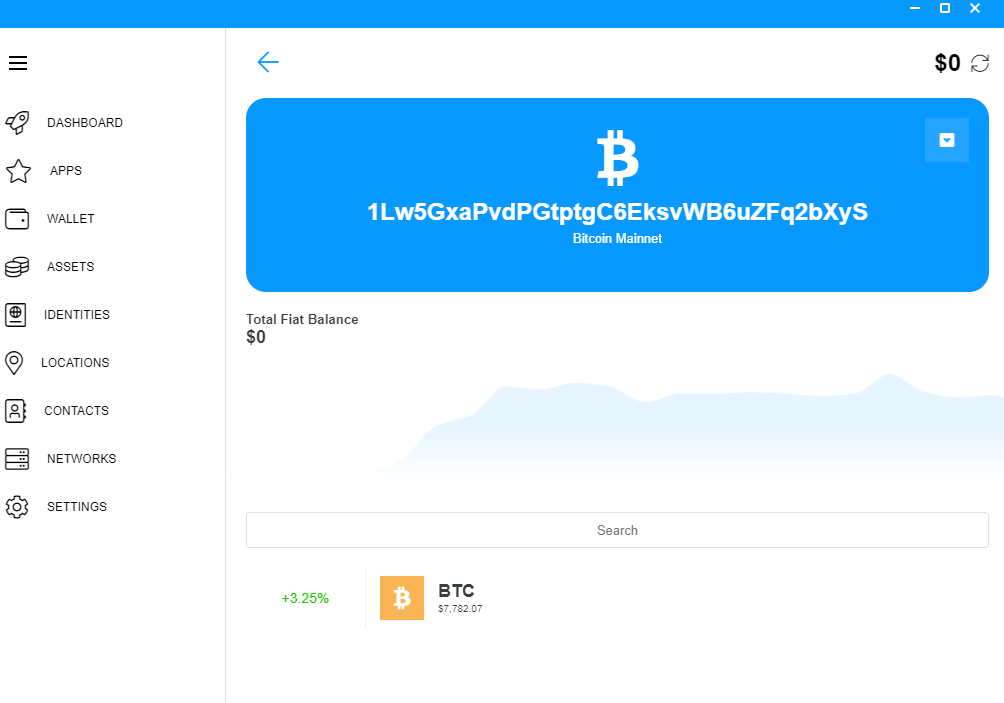 $0
DASHBOARD
APPS
WALLET
ASSETS
IDENTITIES
LOCATIONS
CONTACTS
NETWORKS
SETTINGS
1Lw5GxaPvdPGtptgC6EksvWB6uZFq2bXyS
Bitcoin Mainnet
Total Fiat Balance
$0
Search
+3.25%
BTC
$7,782.07